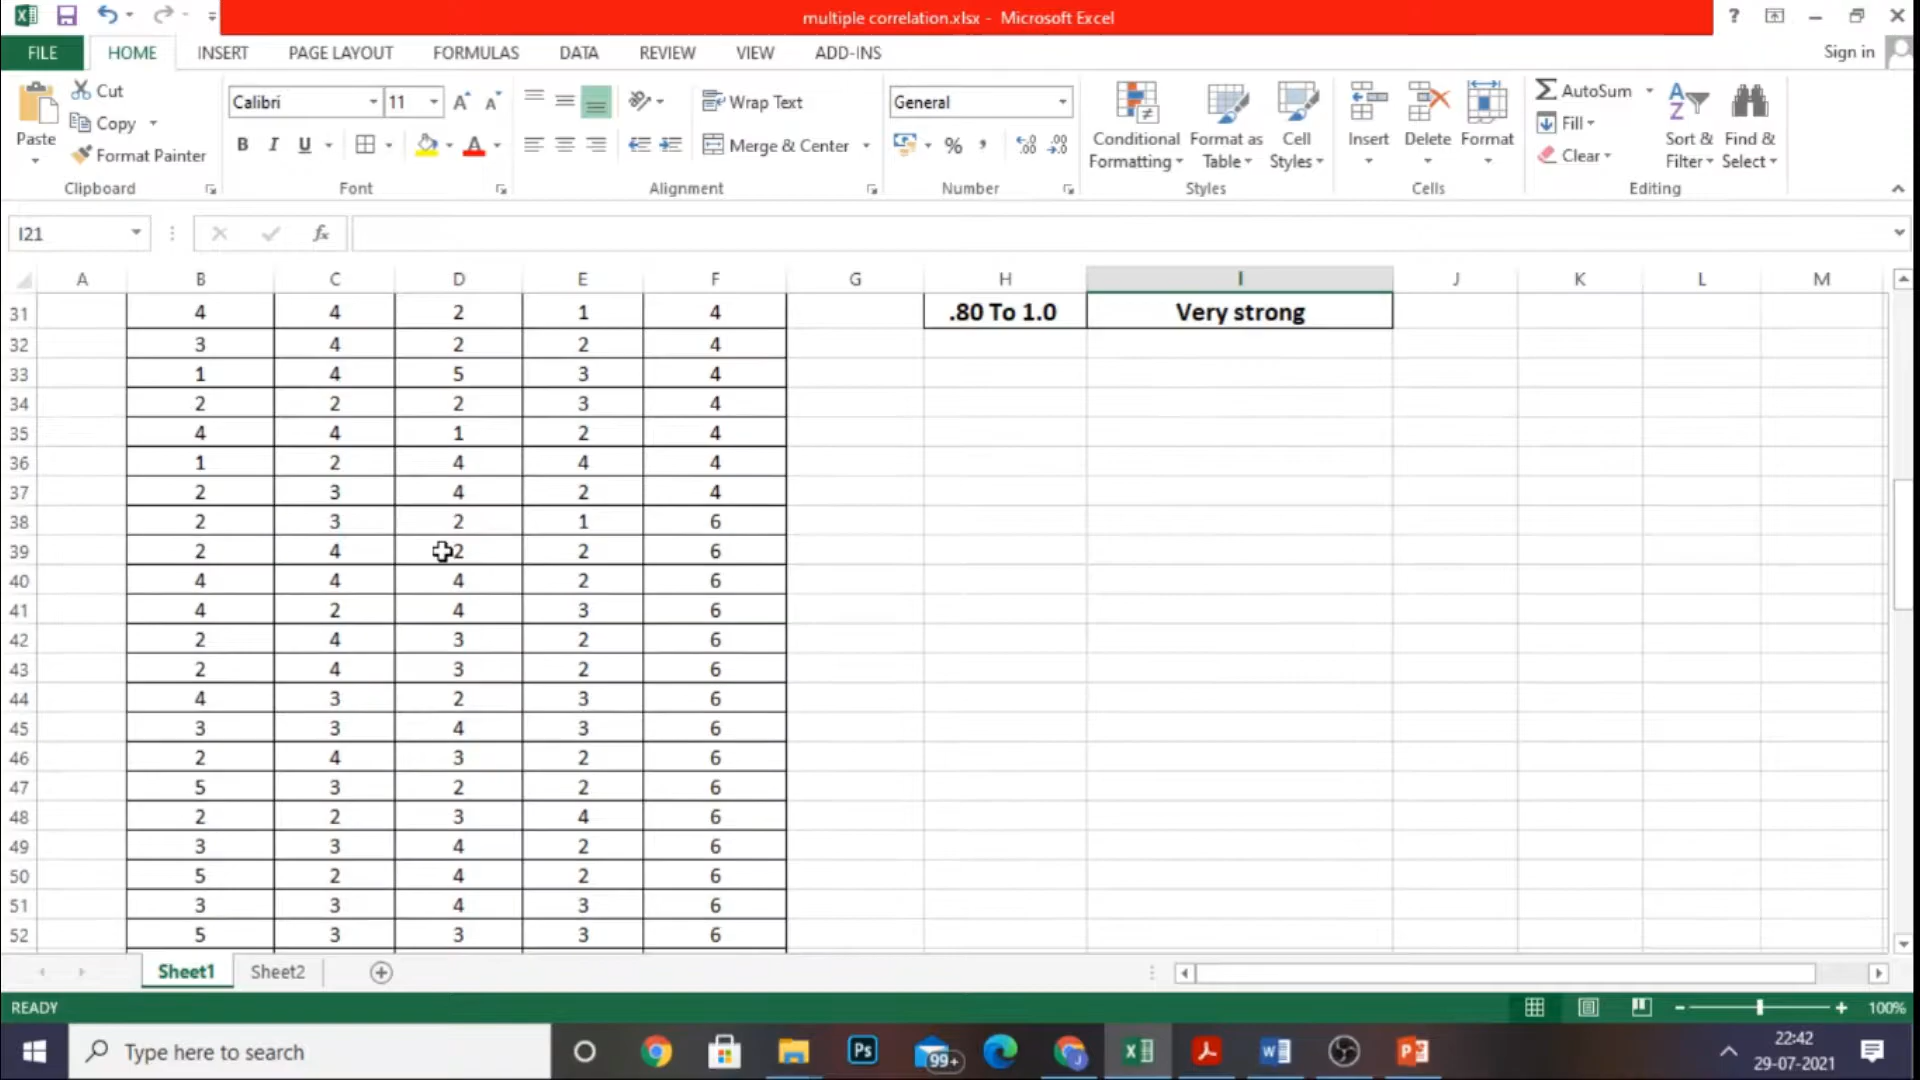 multiple correlation.xlsx - Microsoft Excel
?
FILE HOME INSERT PAGE LAYOUT FORMULAS DATA REVIEW VIEW ADD-INS Sign in
Paste
Cut
Copy
Format Painter
Clipboard
Calibri 11 A A
B I U A
Font
Wrap Text
Merge & Center
Alignment
General
% , .00 .00
Number
Conditional Formatting
Format as Table
Cell Styles
Styles
Insert Delete Format
Cells
AutoSum
Fill
Clear
Sort & Filter
Find & Select
Editing
I21 fx
A B C D E F G H I J K L M
31 4 4 2 1 4 .80 To 1.0 Very strong
32 3 4 2 2 4
33 1 4 5 3 4
34 2 2 2 3 4
35 4 4 1 2 4
36 1 2 4 4 4
37 2 3 4 2 4
38 2 3 2 1 6
39 2 4 2 2 6
40 4 4 4 2 6
41 4 2 4 3 6
42 2 4 3 2 6
43 2 4 3 2 6
44 4 3 2 3 6
45 3 3 4 3 6
46 2 4 3 2 6
47 5 3 2 2 6
48 2 2 3 4 6
49 3 3 4 2 6
50 5 2 4 2 6
51 3 3 4 3 6
52 5 3 3 3 6
Sheet1 Sheet2
READY 100%
Type here to search Ps 99+ 22:42
29-07-2021